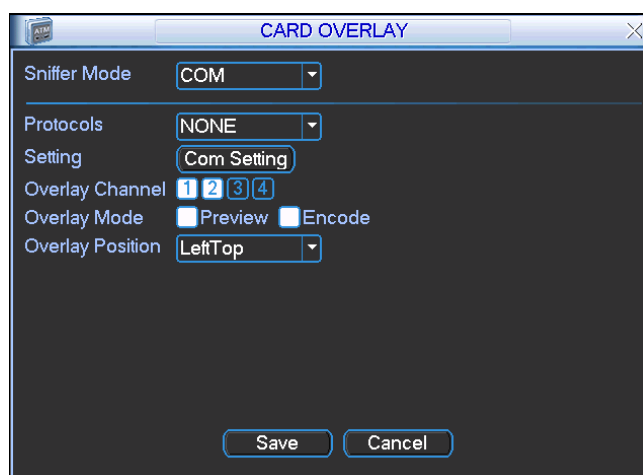 ATM
CARD OVERLAY
Sniffer Mode COM
Protocols NONE
Setting Com Setting
Overlay Channel 1 2 3 4
Overlay Mode Preview Encode
Overlay Position LeftTop
Save Cancel